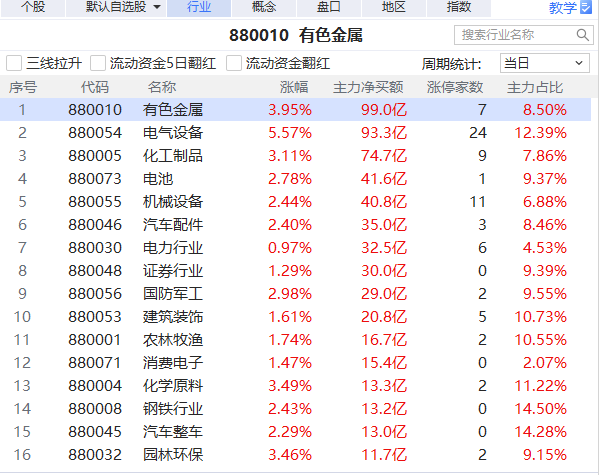 个股 默认自选股 行业 概念 盘口 地区 指数 教学
880010 有色金属 搜索行业名称
三线拉升 流动资金5日翻红 流动资金翻红 周期统计: 当日
序号 代码 名称 涨幅 主力净买额 涨停家数 主力占比
1 880010 有色金属 3.95% 99.0亿 7 8.50%
2 880054 电气设备 5.57% 93.3亿 24 12.39%
3 880005 化工制品 3.11% 74.7亿 9 7.86%
4 880073 电池 2.78% 41.6亿 1 9.37%
5 880055 机械设备 2.44% 40.8亿 11 6.88%
6 880046 汽车配件 2.40% 35.0亿 3 8.46%
7 880030 电力行业 0.97% 32.5亿 6 4.53%
8 880048 证券行业 1.29% 30.0亿 0 9.39%
9 880056 国防军工 2.98% 29.0亿 2 9.55%
10 880053 建筑装饰 1.61% 20.8亿 5 10.73%
11 880001 农林牧渔 1.74% 16.7亿 2 10.55%
12 880071 消费电子 1.47% 15.4亿 0 2.07%
13 880004 化学原料 3.49% 13.3亿 2 11.22%
14 880008 钢铁行业 2.43% 13.2亿 0 14.50%
15 880045 汽车整车 2.29% 13.0亿 0 14.28%
16 880032 园林环保 3.46% 11.7亿 2 9.15%